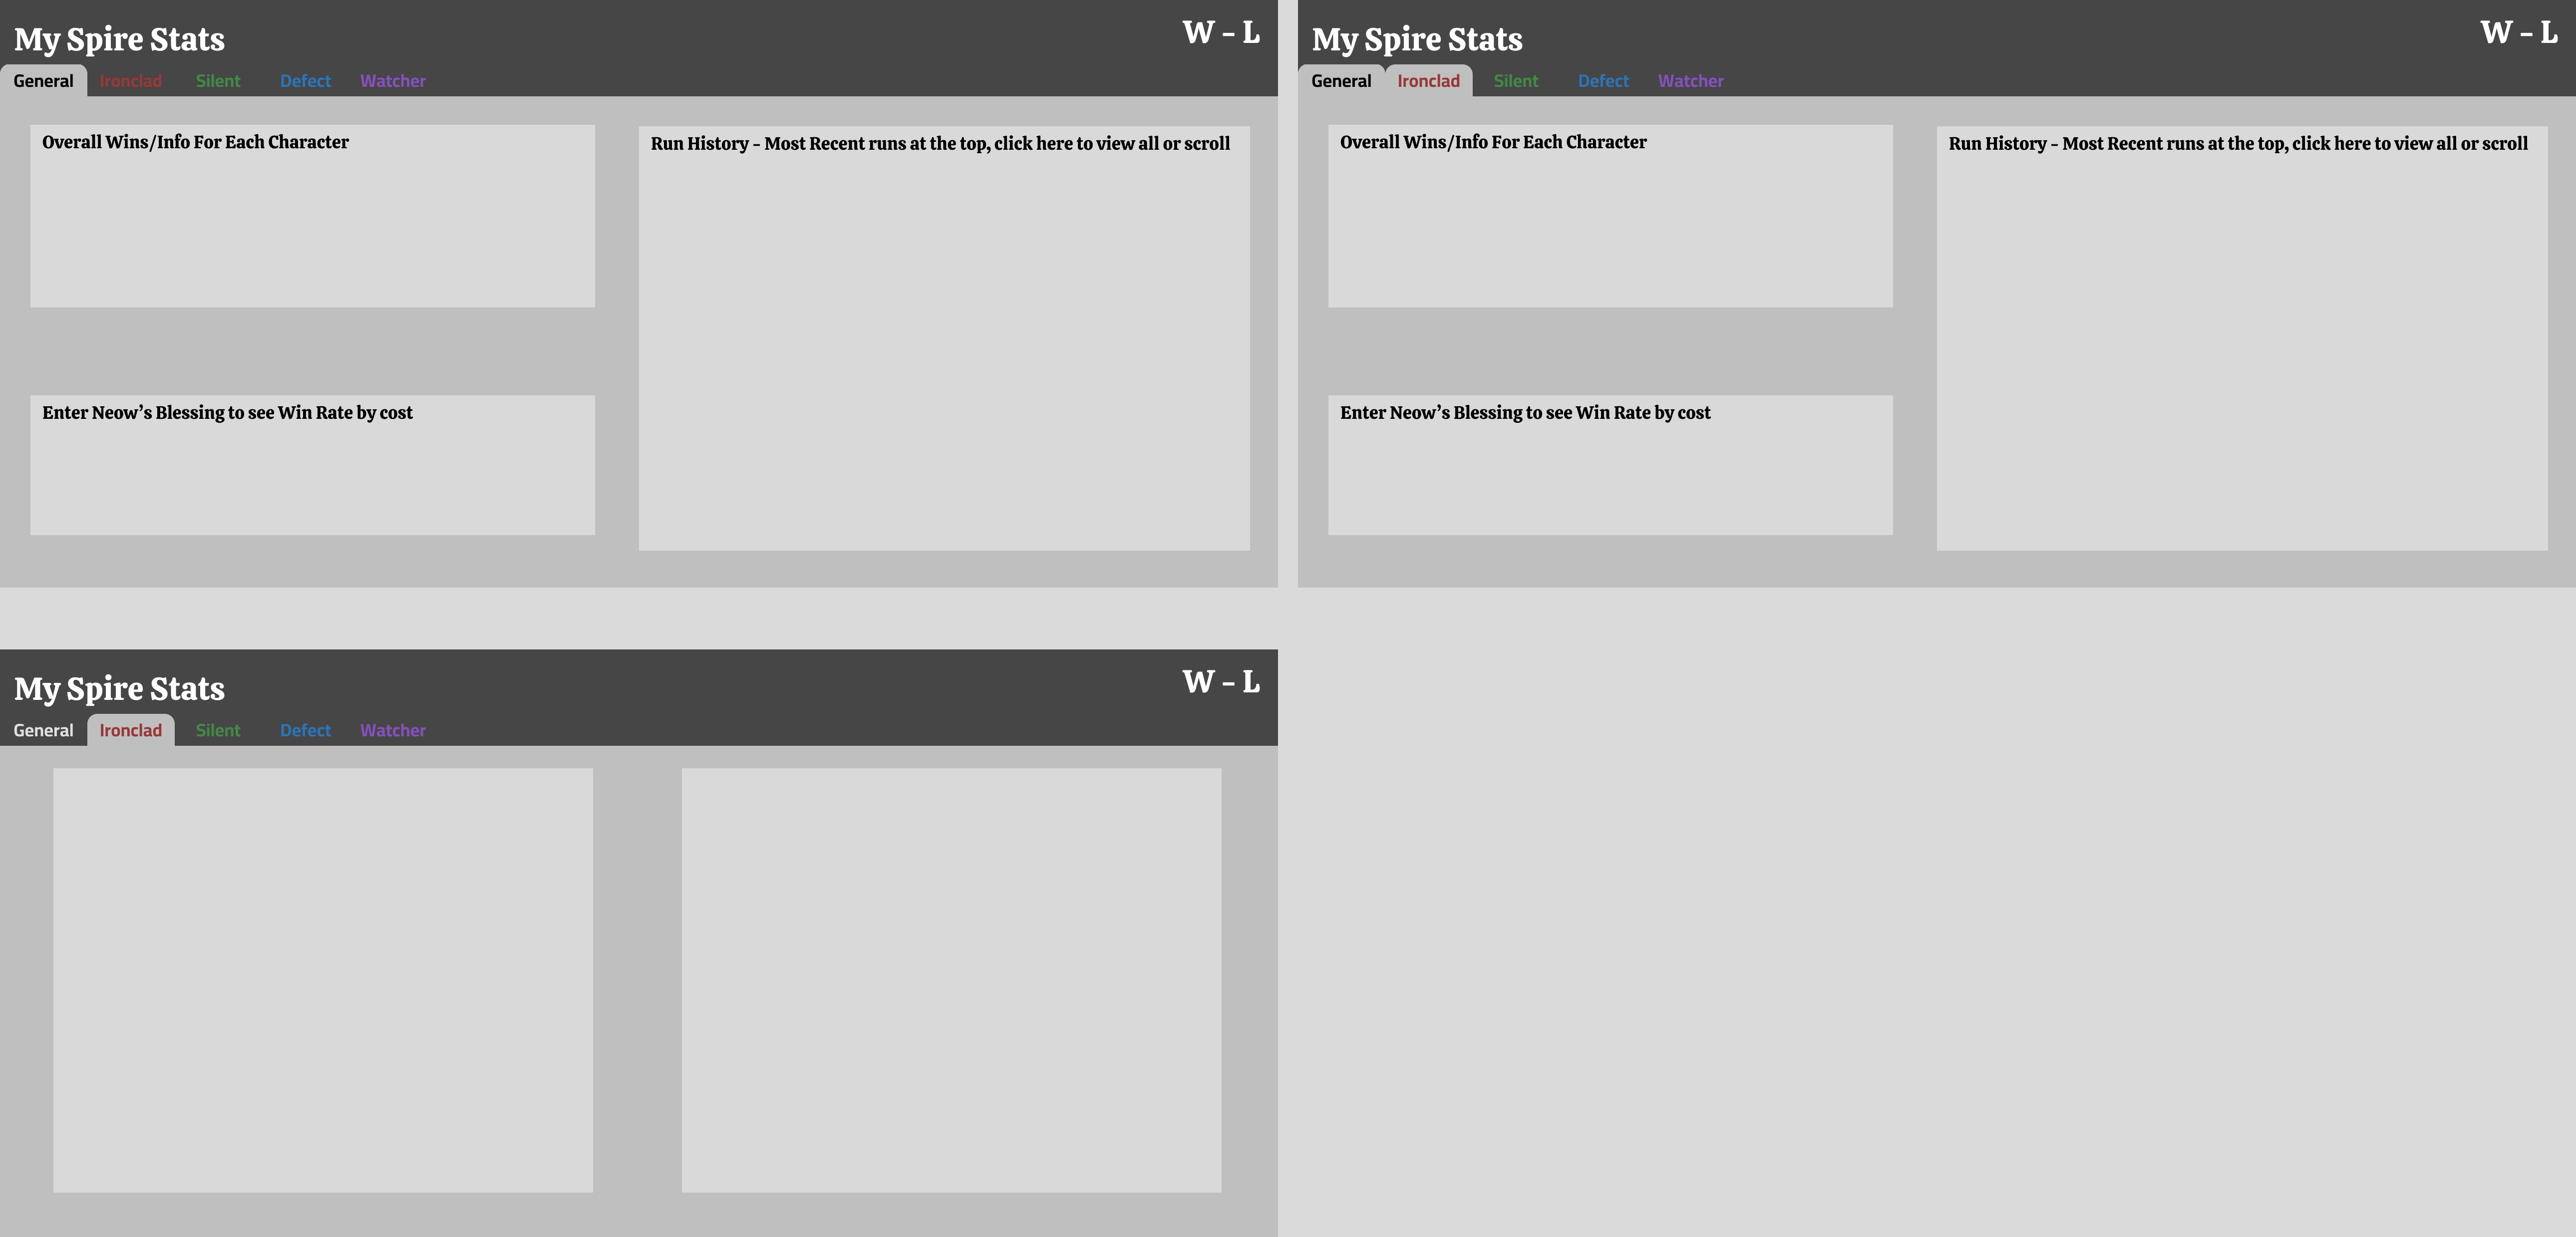 My Spire Stats
W - L
General Ironclad Silent Defect Watcher
Overall Wins/Info For Each Character
Run History - Most Recent runs at the top, click here to view all or scroll
Enter Neow's Blessing to see Win Rate by cost
My Spire Stats
W - L
General Ironclad Silent Defect Watcher
Overall Wins/Info For Each Character
Run History - Most Recent runs at the top, click here to view all or scroll
Enter Neow's Blessing to see Win Rate by cost
My Spire Stats
W - L
General Ironclad Silent Defect Watcher